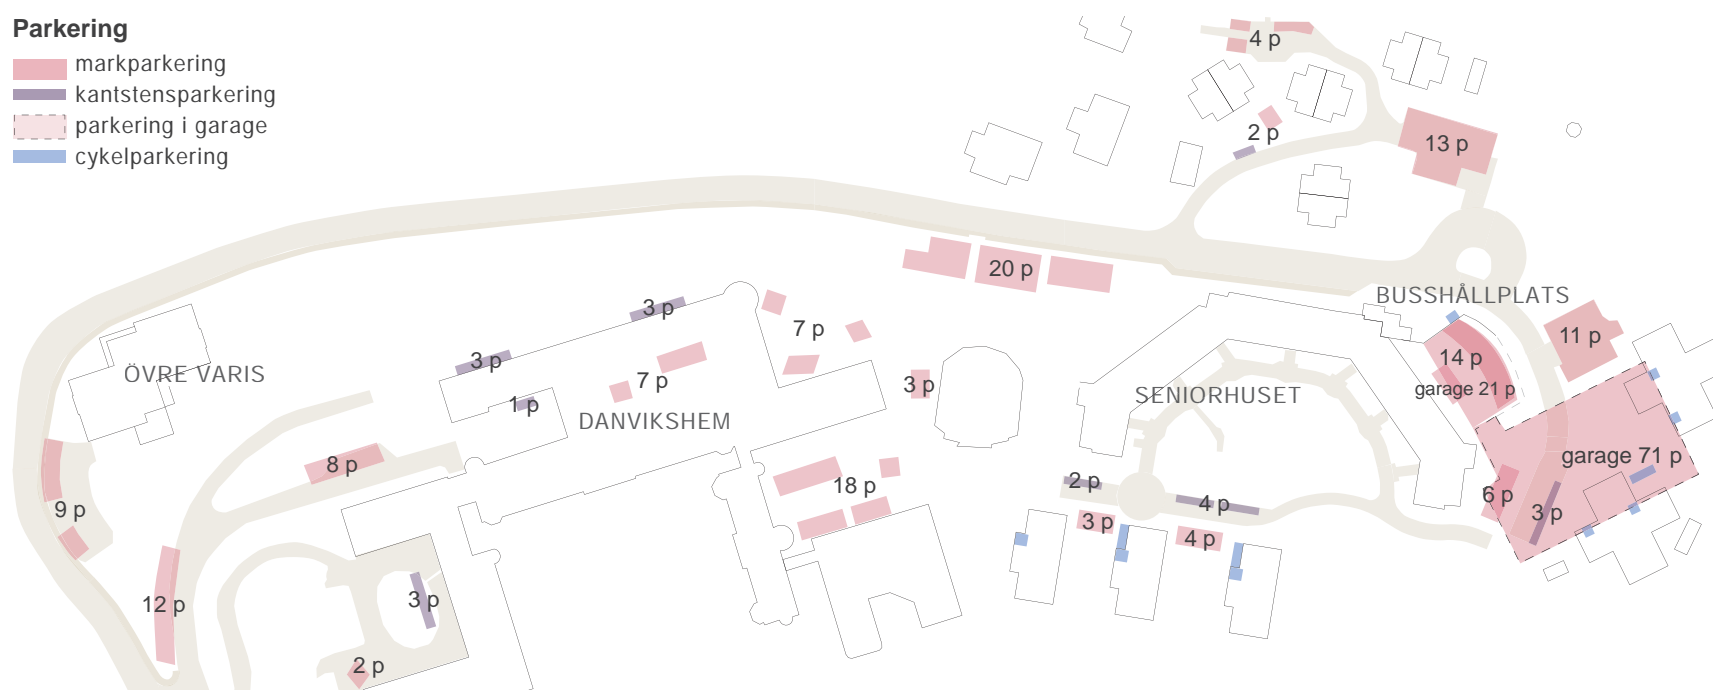 Parkering
markparkering
kantstensparkering
parkering i garage
cykelparkering
4 p
2 p
13 p
20 p
BUSSHÅLLPLATS
3 p
7 p
11 p
3 p
14 p
ÖVRE VARIS
7 p
3 p
garage 21 p
1 p
SENIORHUSET
DANVIKSHEM
8 p
garage 71 p
18 p
2 p
6 p
9 p
4 p
3 p
3 p
4 p
12 p
3 p
2 p